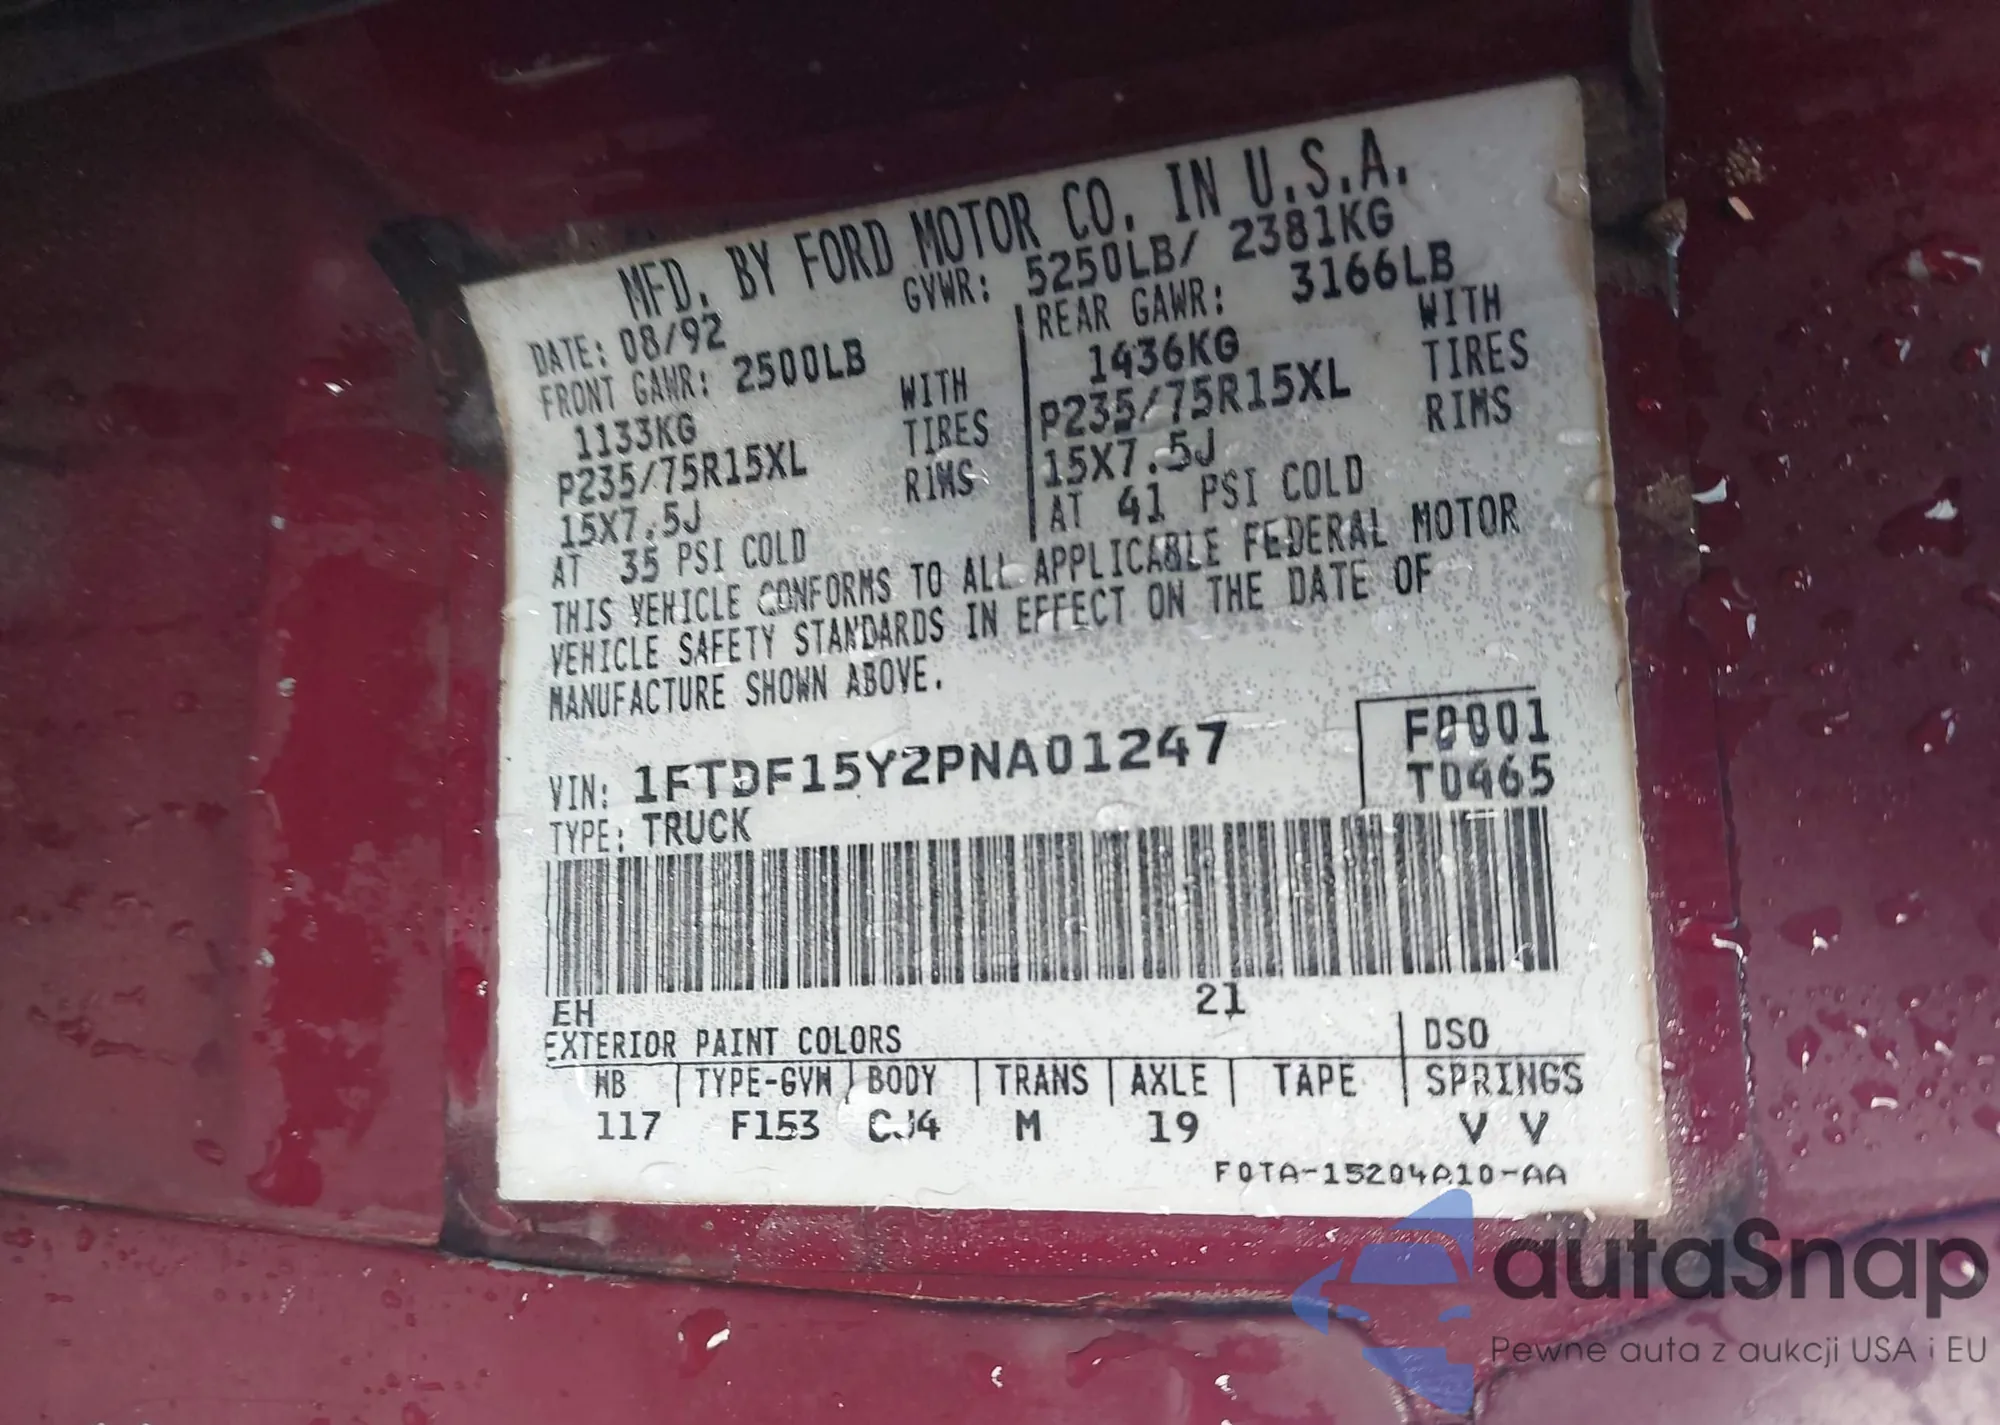 MFD. BY FORD MOTOR CO. IN U.S.A.
DATE: 08/92 GVWR: 5250LB/ 2381KG
FRONT GAWR: 2500LB REAR GAWR: 3166LB
1133KG WITH 1436KG WITH
P235/75R15XL TIRES P235/75R15XL TIRES
15X7.5J RIMS 15X7.5J RIMS
AT 35 PSI COLD AT 41 PSI COLD
THIS VEHICLE CONFORMS TO ALL APPLICABLE FEDERAL MOTOR
VEHICLE SAFETY STANDARDS IN EFFECT ON THE DATE OF
MANUFACTURE SHOWN ABOVE.
F0001
VIN: 1FTDF15Y2PNA01247 T0465
TYPE: TRUCK
EH 21
EXTERIOR PAINT COLORS DSO
WB TYPE-GVW BODY TRANS AXLE TAPE SPRINGS
117 F153 CJ4 M 19 V V
F0TA-15204A10-AA
autaSnap
Pewne auta z aukcji USA i EU